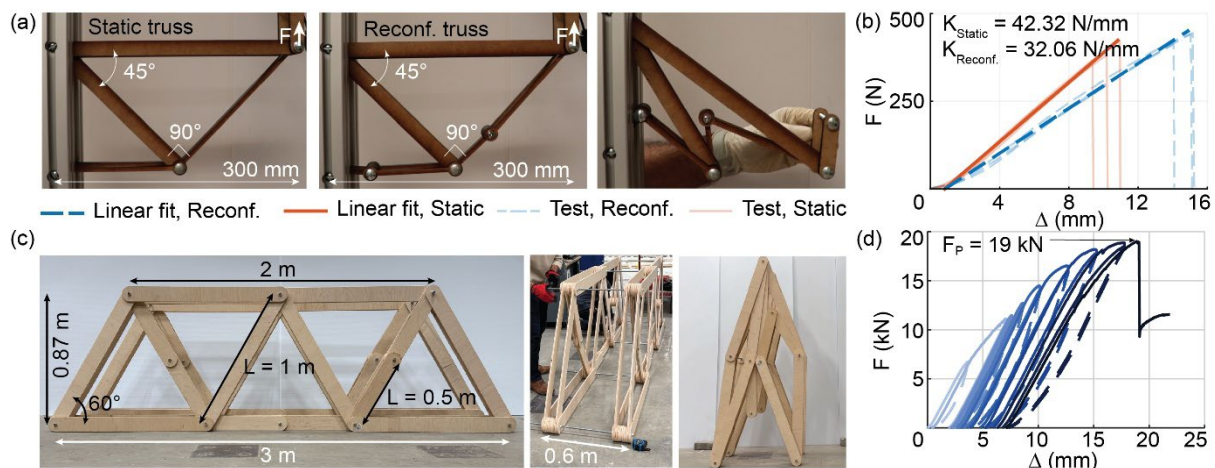 (a)
Static truss
F
45°
90°
300 mm
Reconf. truss
F
45°
90°
300 mm
(b)
500
250
0
F (N)
K Static = 42.32 N/mm
K Reconf. = 32.06 N/mm
0 4 8 12 16
Δ (mm)
Linear fit, Reconf.
Linear fit, Static
Test, Reconf.
Test, Static
(c)
2 m
0.87 m
60°
L = 1 m
L = 0.5 m
3 m
0.6 m
(d)
20
15
10
5
0
F (kN)
F P = 19 kN
0 5 10 15 20 25
Δ (mm)